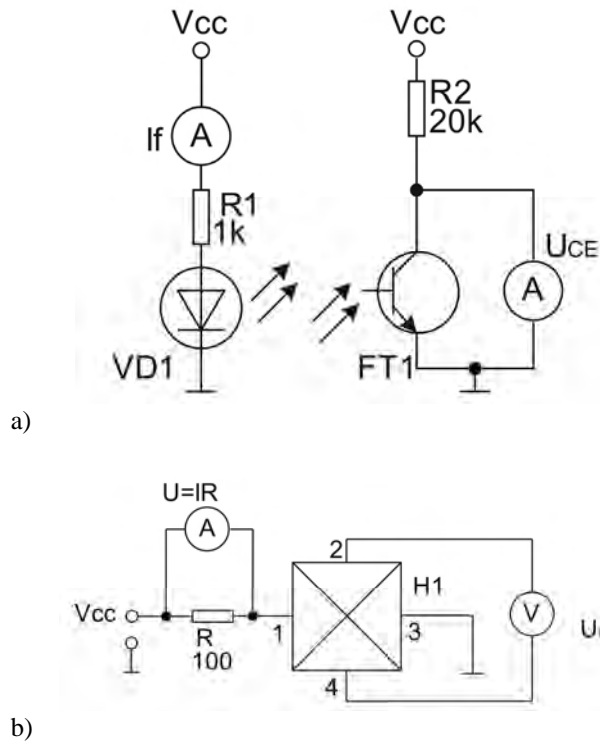 Vcc
Vcc
If
A
R1
1k
VD1
R2
20k
UCE
A
FT1
a)
U=IR
A
Vcc
R
100
1
2
3
4
H1
V
b)